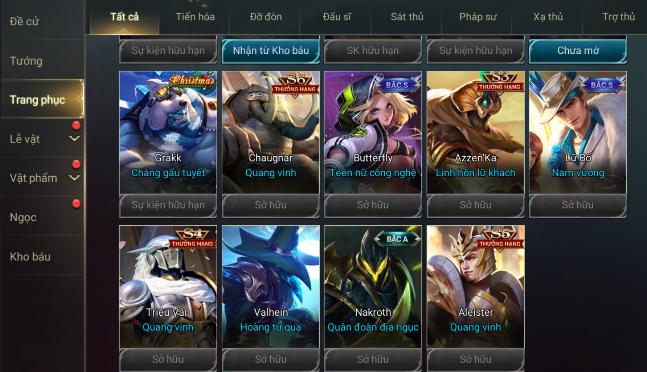 Đề cử
Tướng
Trang phục
Lễ vật
Vật phẩm
Ngọc
Kho báu
Tất cả
Tiến hóa
Đỡ đòn
Đấu sĩ
Sát thủ
Pháp sư
Xạ thủ
Trợ thủ
Sự kiện hữu hạn
Nhận từ Kho báu
SK hữu hạn
Sự kiện hữu hạn
Chưa mở
Christmas
Grakk
Chàng gấu tuyết
Sự kiện hữu hạn
S6
THƯỞNG HẠNG
Chaugnar
Quang vinh
Sở hữu
BẬC S
Butterfly
Teen nữ công nghệ
Sở hữu
S3
THƯỞNG HẠNG
Azzen'Ka
Linh hồn lữ khách
Sở hữu
BẬC S
Lữ Bố
Nam vương
Sở hữu
S4
THƯỞNG HẠNG
Triệu Vân
Quang vinh
Sở hữu
Valhein
Hoàng tử quạ
Sở hữu
BẬC A
Nakroth
Quân đoàn địa ngục
Sở hữu
S5
THƯỞNG HẠNG
Aleister
Quang vinh
Sở hữu